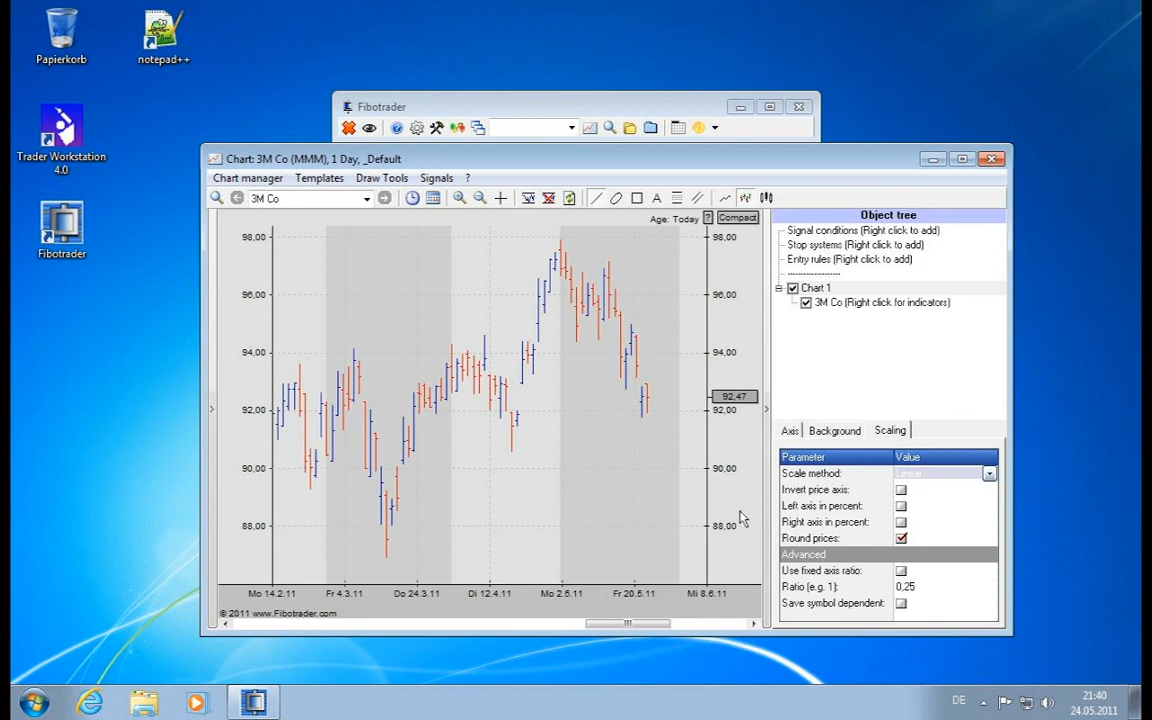 Papierkorb
notepad++
Trader Workstation
4.0
Fibotrader
Fibotrader
Chart: 3M Co (MMM), 1 Day, _Default
Chart manager Templates Draw Tools Signals ?
3M Co
A
Age: Today ? Compact
98,00 98,00
96,00 96,00
94,00 94,00
92,47
92,00 92,00
90,00 90,00
88,00 88,00
Mo 14.2.11 Fr 4.3.11 Do 24.3.11 Di 12.4.11 Mo 2.5.11 Fr 20.5.11 Mi 8.6.11
© 2011 www.Fibotrader.com
Object tree
Signal conditions (Right click to add)
Stop systems (Right click to add)
Entry rules (Right click to add)
--------------------
Chart 1
3M Co (Right click for indicators)
Axis Background Scaling
Parameter Value
Scale method: Linear
Invert price axis:
Left axis in percent:
Right axis in percent:
Round prices:
Advanced
Use fixed axis ratio:
Ratio (e.g. 1): 0,25
Save symbol dependent:
DE
21:40
24.05.2011